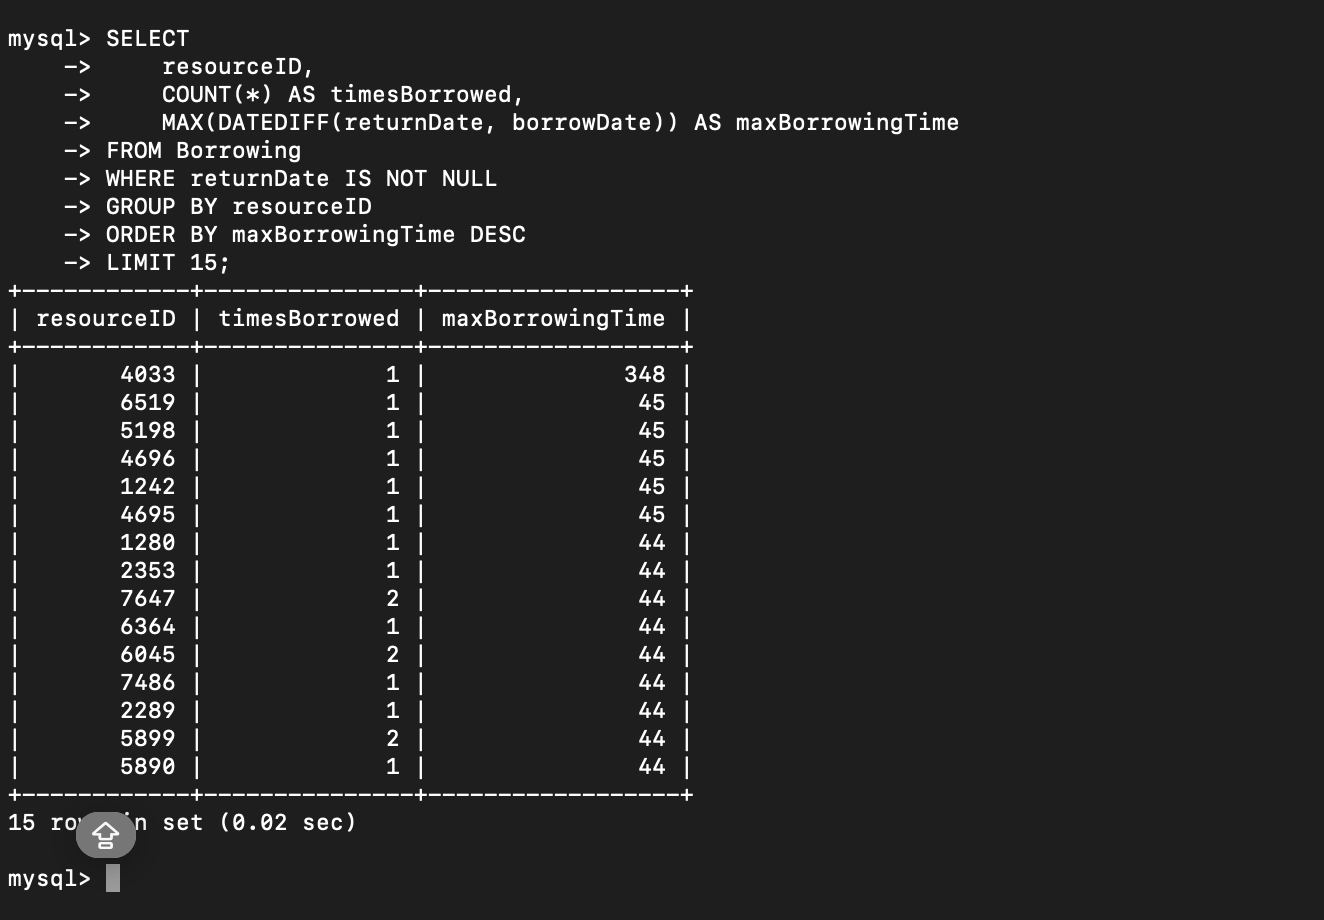 mysql> SELECT
    ->     resourceID,
    ->     COUNT(*) AS timesBorrowed,
    ->     MAX(DATEDIFF(returnDate, borrowDate)) AS maxBorrowingTime
    -> FROM Borrowing
    -> WHERE returnDate IS NOT NULL
    -> GROUP BY resourceID
    -> ORDER BY maxBorrowingTime DESC
    -> LIMIT 15;
+------------+---------------+------------------+
| resourceID | timesBorrowed | maxBorrowingTime |
+------------+---------------+------------------+
|       4033 |             1 |              348 |
|       6519 |             1 |               45 |
|       5198 |             1 |               45 |
|       4696 |             1 |               45 |
|       1242 |             1 |               45 |
|       4695 |             1 |               45 |
|       1280 |             1 |               44 |
|       2353 |             1 |               44 |
|       7647 |             2 |               44 |
|       6364 |             1 |               44 |
|       6045 |             2 |               44 |
|       7486 |             1 |               44 |
|       2289 |             1 |               44 |
|       5899 |             2 |               44 |
|       5890 |             1 |               44 |
+------------+---------------+------------------+
15 rows in set (0.02 sec)
mysql>